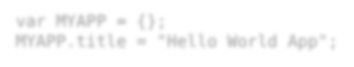 var MYAPP = {};
MYAPP.title = "Hello World App";